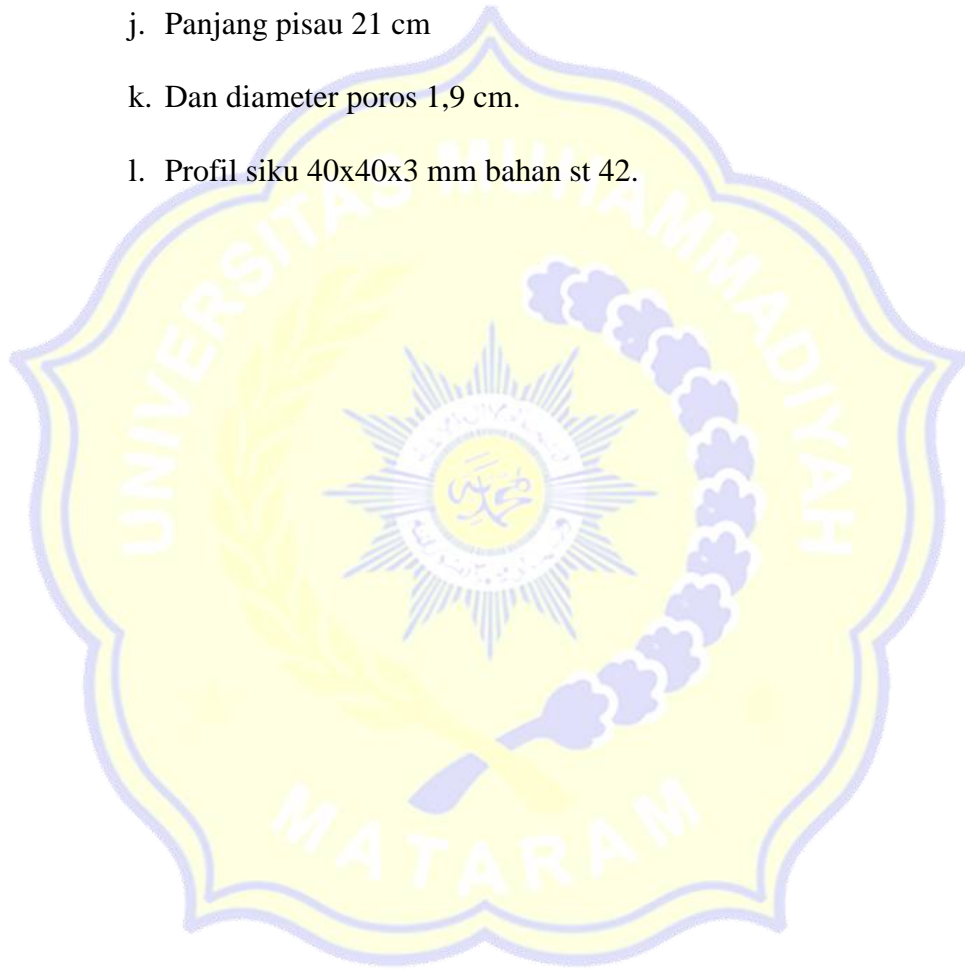 j. Panjang pisau 21 cm
k. Dan diameter poros 1,9 cm.
l. Profil siku 40x40x3 mm bahan st 42.
UNIVERSITAS MUHAMMADIYAH
MATARAM